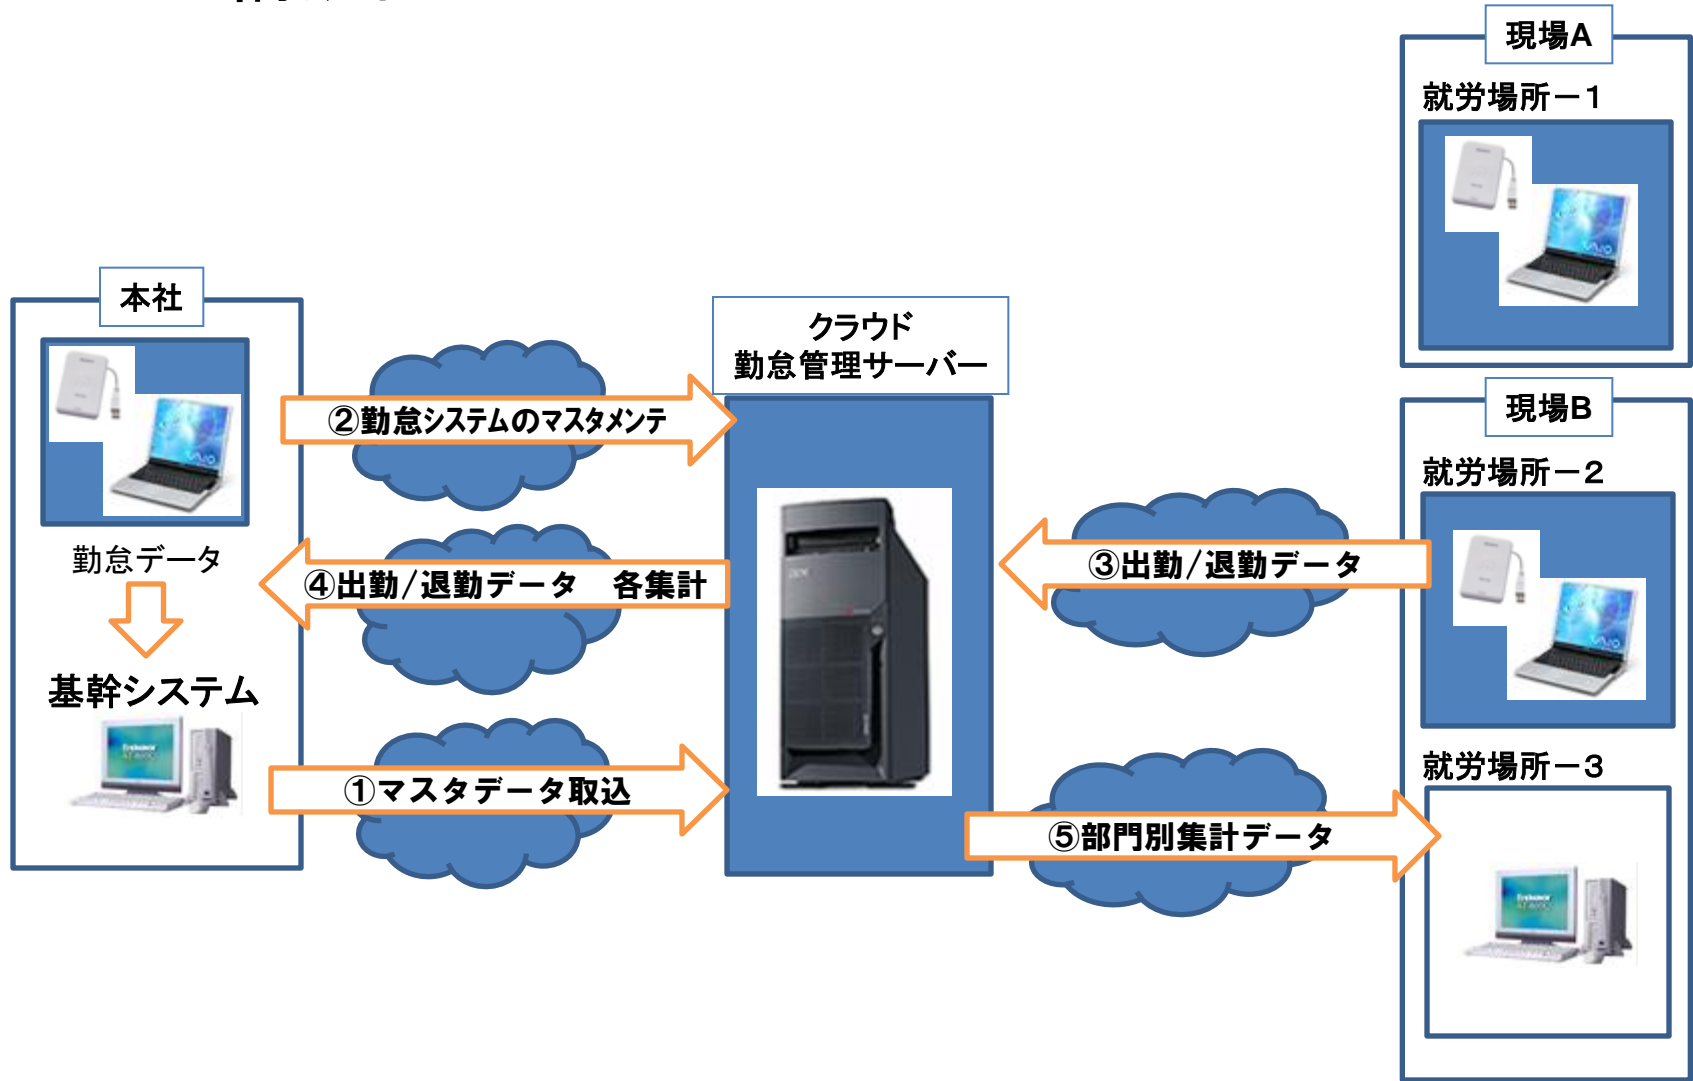 現場A
就労場所－1
本社
クラウド
勤怠管理サーバー
②勤怠システムのマスタメンテ
現場B
就労場所－2
勤怠データ
④出勤/退勤データ　各集計
③出勤/退勤データ
基幹システム
①マスタデータ取込
就労場所－3
⑤部門別集計データ
VAIO
VAIO
VAIO
IBM